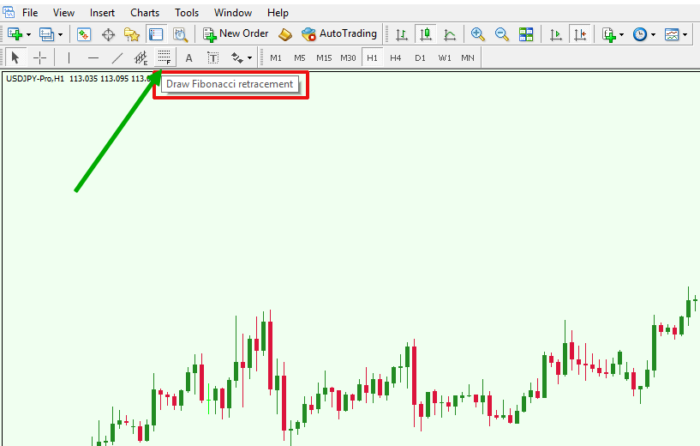 File View Insert Charts Tools Window Help
New Order AutoTrading
E F A T M1 M5 M15 M30 H1 H4 D1 W1 MN
USDJPY-Pro,H1 113.035 113.095 113.0
Draw Fibonacci retracement